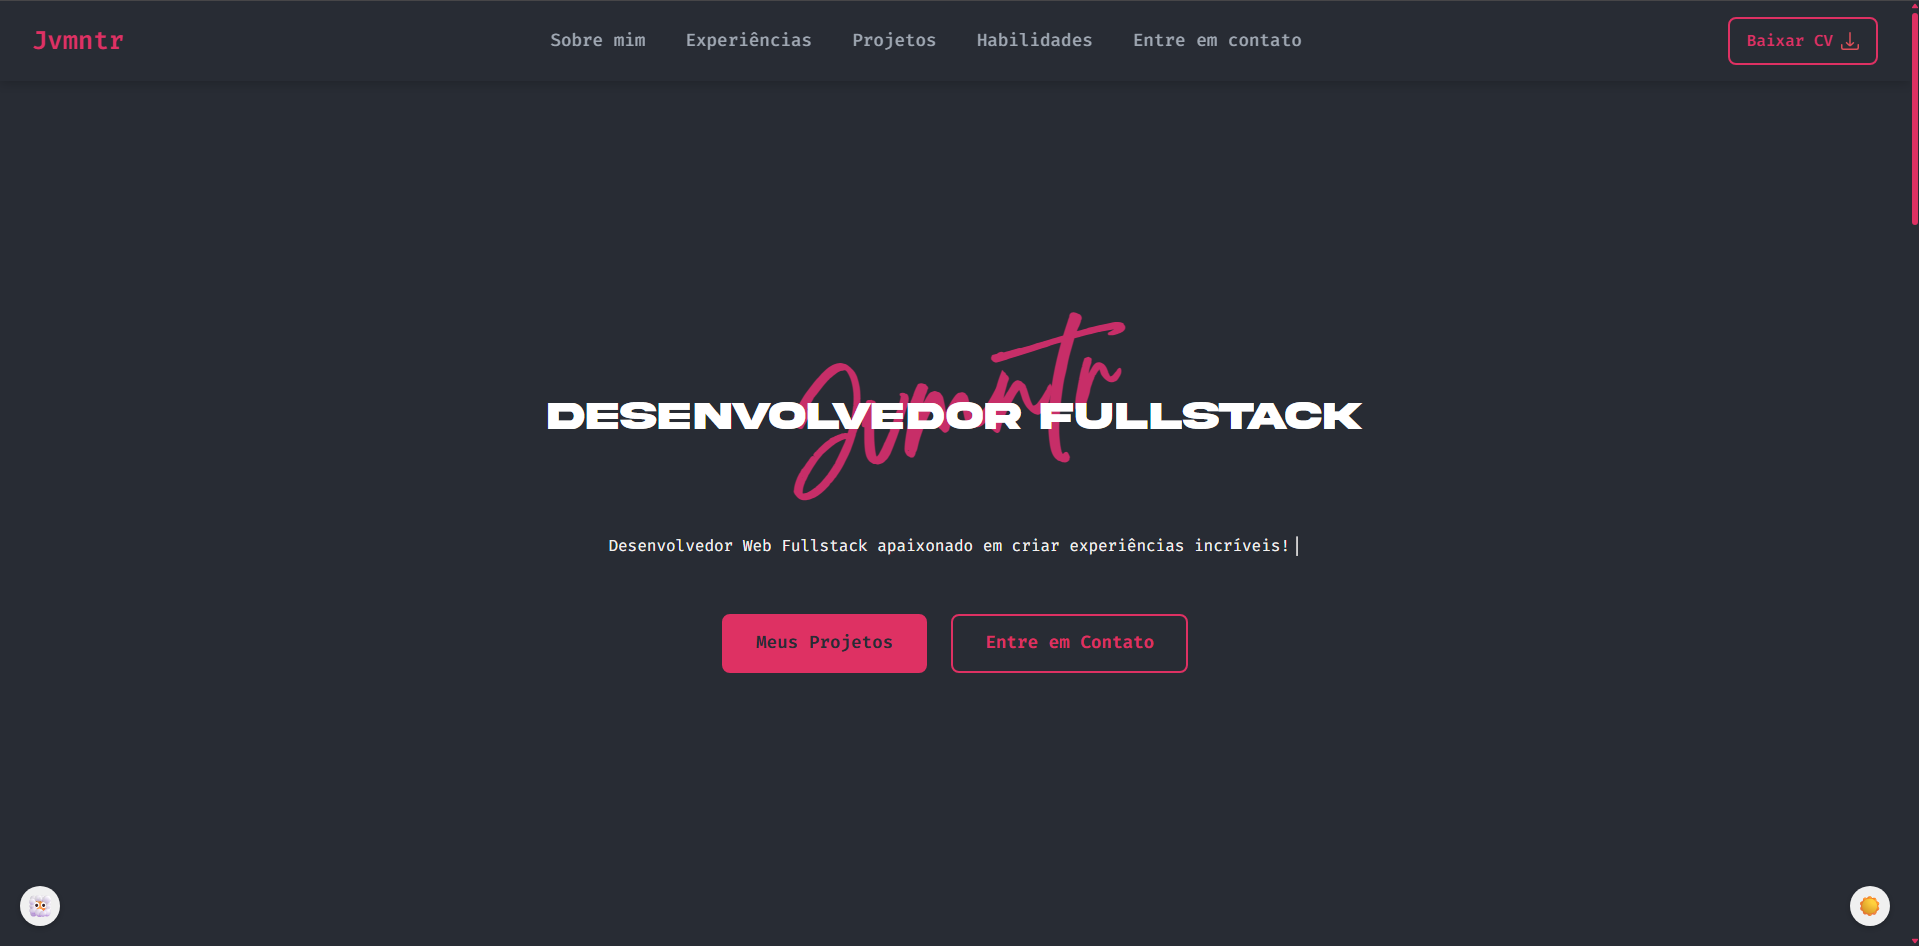 Jvmntr
Sobre mim
Experiências
Projetos
Habilidades
Entre em contato
Baixar CV
Jvmntr
DESENVOLVEDOR FULLSTACK
Desenvolvedor Web Fullstack apaixonado em criar experiências incríveis!
Meus Projetos
Entre em Contato